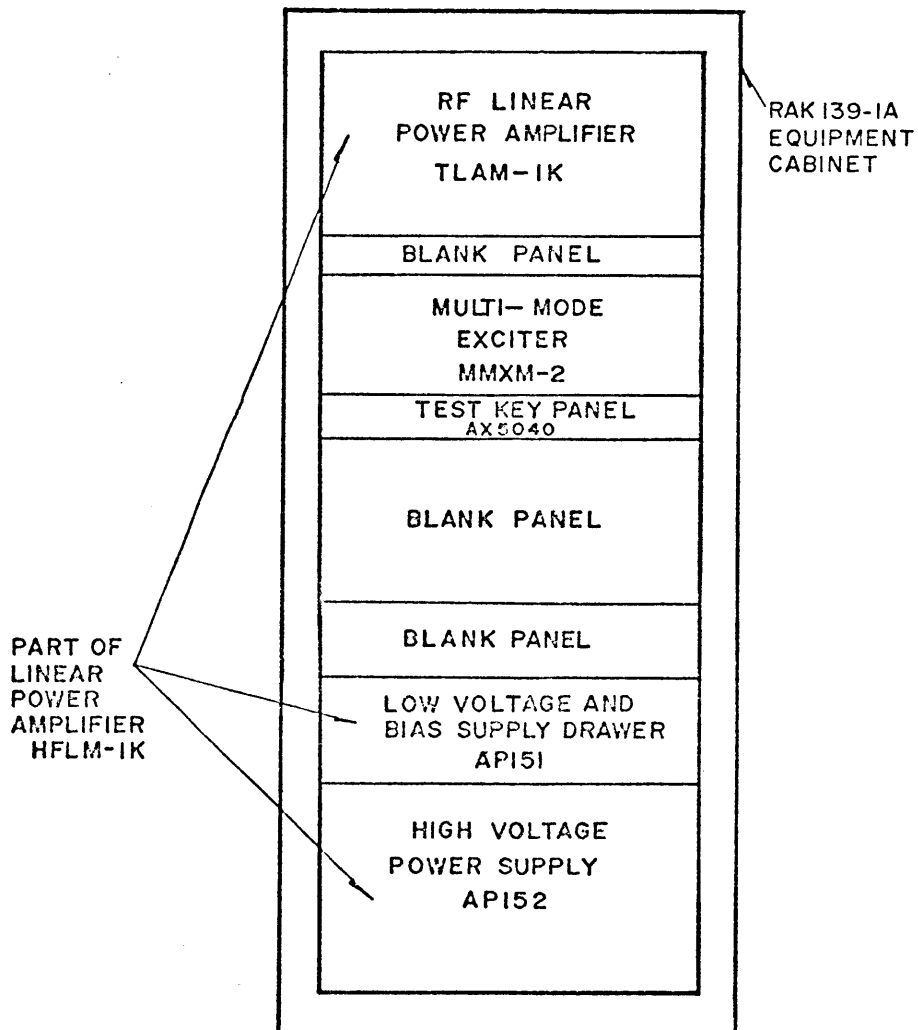 RF LINEAR
POWER AMPLIFIER
TLAM-1K
RAK 139-1A
EQUIPMENT
CABINET
BLANK PANEL
MULTI-MODE
EXCITER
MMXM-2
TEST KEY PANEL
AX5040
BLANK PANEL
BLANK PANEL
PART OF
LINEAR
POWER
AMPLIFIER
HFLM-1K
LOW VOLTAGE AND
BIAS SUPPLY DRAWER
AP151
HIGH VOLTAGE
POWER SUPPLY
AP152